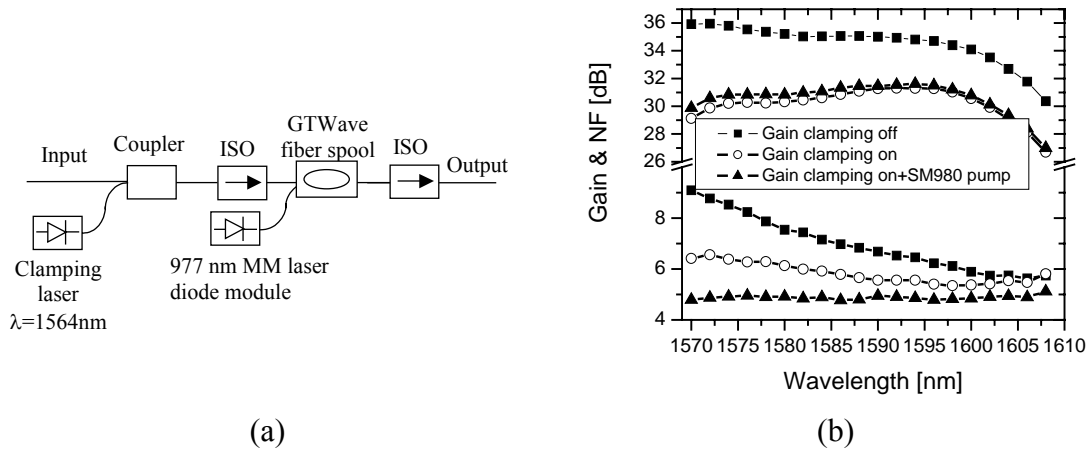 Input
Coupler
ISO
GTWave
fiber spool
ISO
Output
Clamping
laser
λ=1564nm
977 nm MM laser
diode module
(a)
Gain & NF [dB]
36
34
32
30
28
26
8
6
4
Gain clamping off
Gain clamping on
Gain clamping on+SM980 pump
1570 1575 1580 1585 1590 1595 1600 1605 1610
Wavelength [nm]
(b)